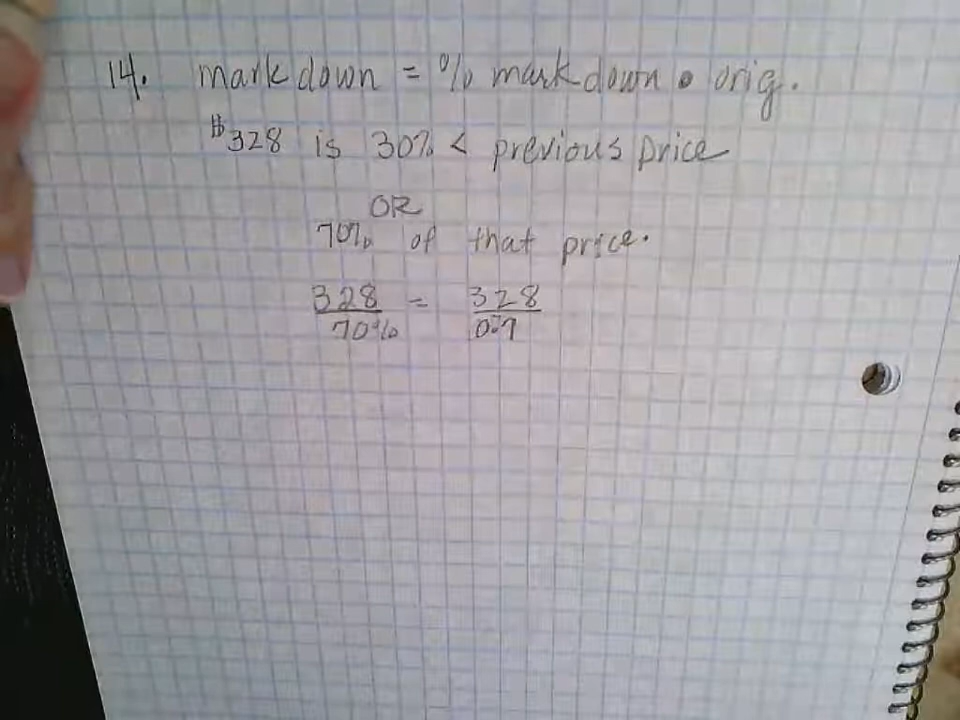 14. markdown = % markdown • orig.
$328 is 30% < previous price
OR
70% of that price.
328 = 328
70% 0.7